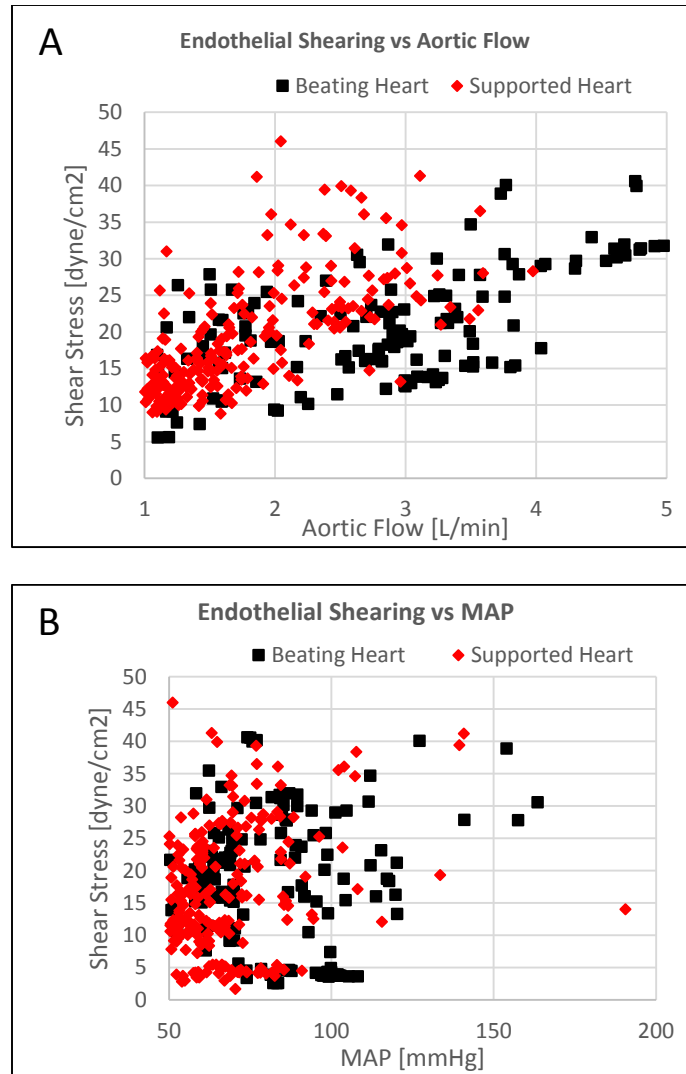 A
Endothelial Shearing vs Aortic Flow
Beating Heart Supported Heart
50
45
40
35
30
25
20
15
10
5
0
Shear Stress [dyne/cm2]
1 2 3 4 5
Aortic Flow [L/min]
B
Endothelial Shearing vs MAP
Beating Heart Supported Heart
50
45
40
35
30
25
20
15
10
5
0
Shear Stress [dyne/cm2]
50 100 150 200
MAP [mmHg]